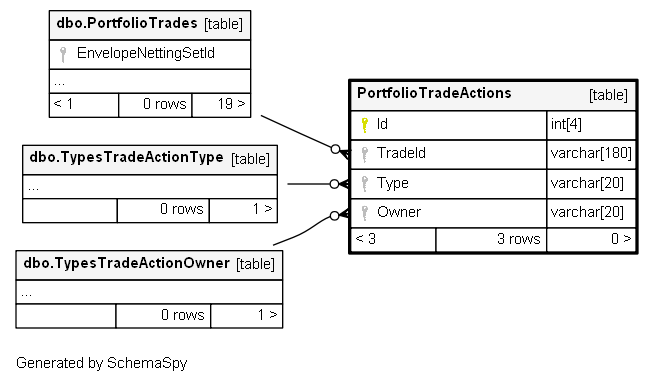 dbo.PortfolioTrades [table]
EnvelopeNettingSetId
...
< 1 0 rows 19 >
PortfolioTradeActions [table]
Id int[4]
TradeId varchar[180]
Type varchar[20]
Owner varchar[20]
< 3 3 rows 0 >
dbo.TypesTradeActionType [table]
...
0 rows 1 >
dbo.TypesTradeActionOwner [table]
...
0 rows 1 >
Generated by SchemaSpy